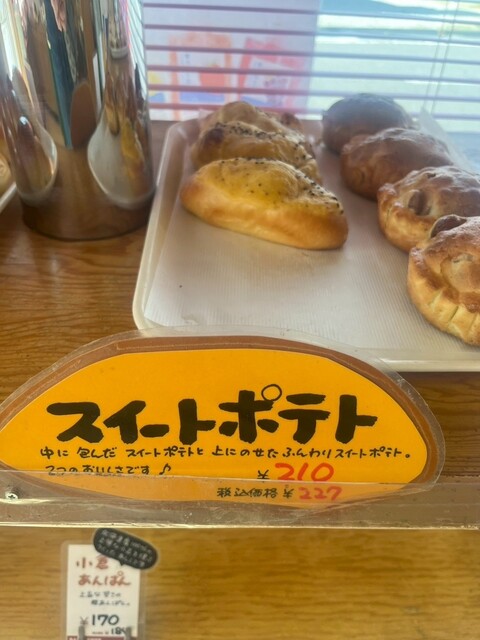 スイートポテト
中に包んだ スイートポテトと 上にのせた ふんわりスイートポテト。
2つのおいしさです♪
¥210
税込価格 ¥227
小倉
あんぱん
¥170